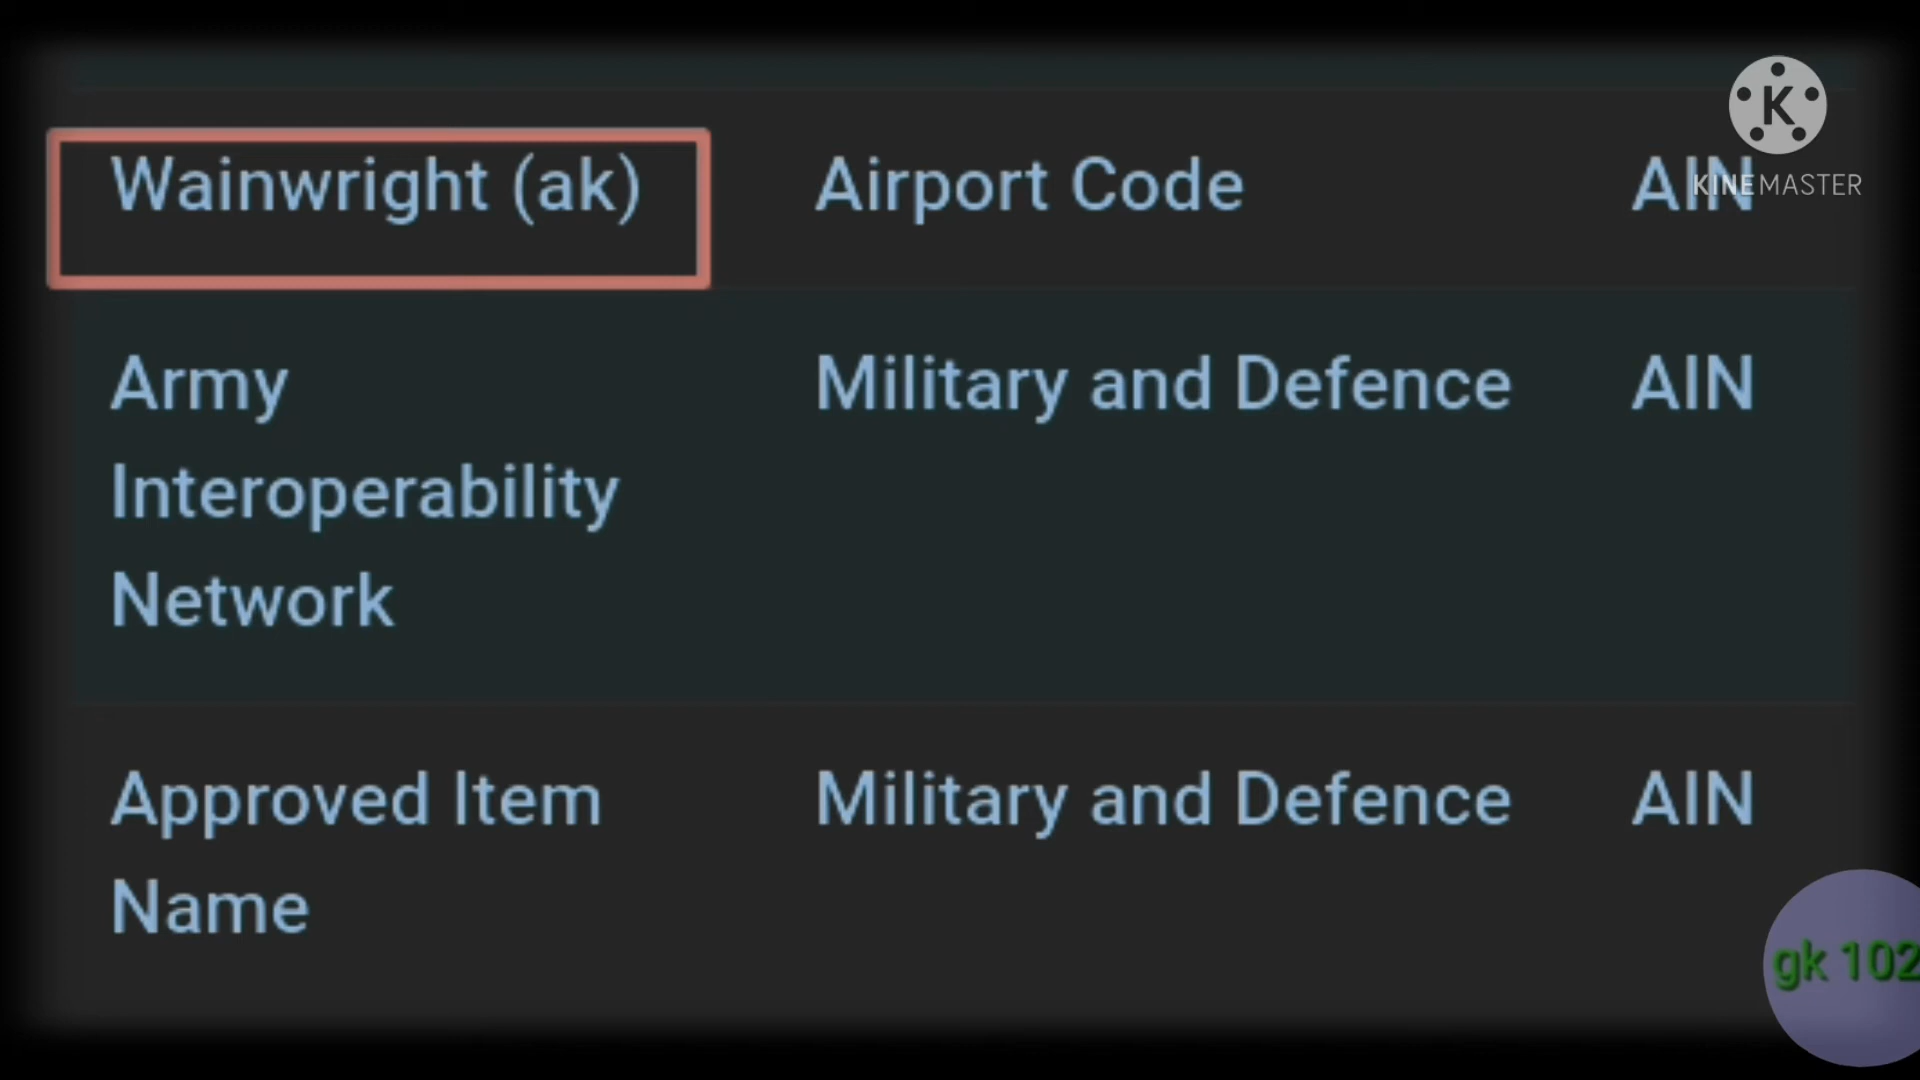 Wainwright (ak) Airport Code AIN
KINEMASTER
Army Military and Defence AIN
Interoperability
Network
Approved Item Military and Defence AIN
Name
gk 102